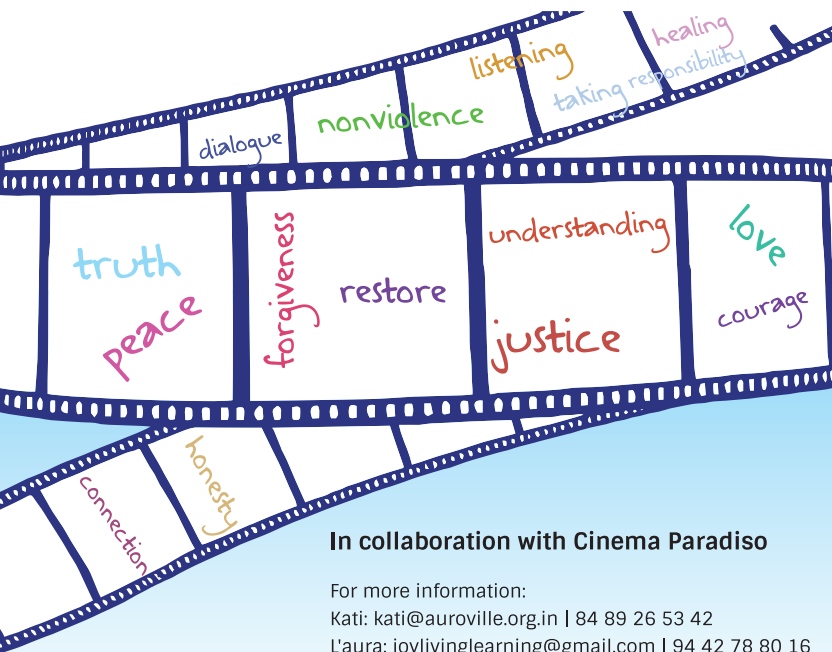 healing
listening
taking responsibility
nonviolence
dialogue
truth
peace
forgiveness
restore
understanding
justice
love
courage
honesty
connection
In collaboration with Cinema Paradiso
For more information:
Kati: kati@auroville.org.in | 84 89 26 53 42
L'aura: joylivinglearning@gmail.com | 94 42 78 80 16